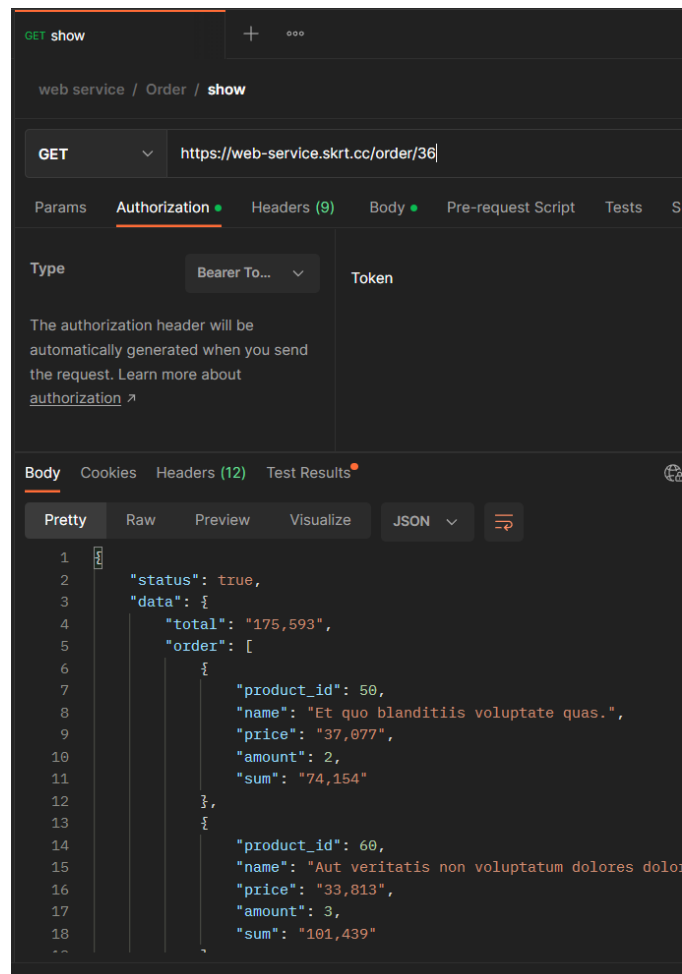 GET show
web service / Order / show
GET https://web-service.skrt.cc/order/36
Params Authorization Headers (9) Body Pre-request Script Tests S
Type Bearer To... Token
The authorization header will be
automatically generated when you send
the request. Learn more about
authorization ↗
Body Cookies Headers (12) Test Results
Pretty Raw Preview Visualize JSON
1 {
2 "status": true,
3 "data": {
4 "total": "175,593",
5 "order": [
6 {
7 "product_id": 50,
8 "name": "Et quo blanditiis voluptate quas.",
9 "price": "37,077",
10 "amount": 2,
11 "sum": "74,154"
12 },
13 {
14 "product_id": 60,
15 "name": "Aut veritatis non voluptatum dolores dolor
16 "price": "33,813",
17 "amount": 3,
18 "sum": "101,439"